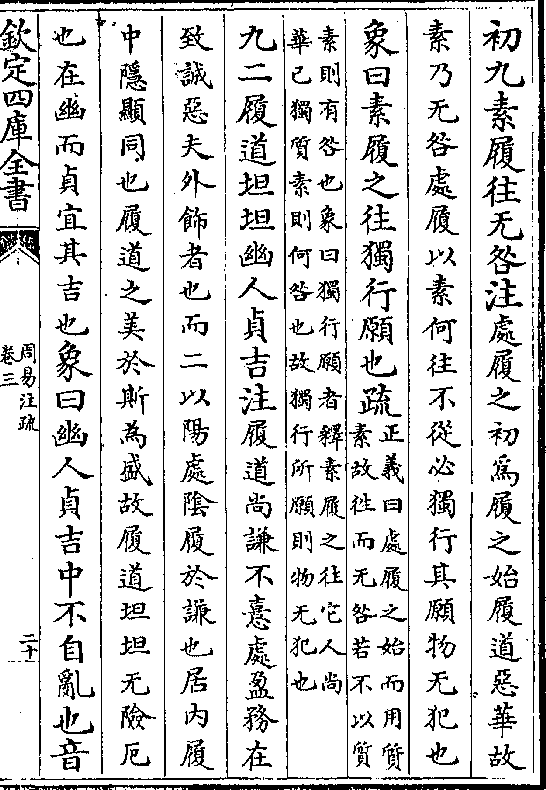 初九素履往无咎注處履之初爲履之始履道惡華故
素乃无咎處履以素何往不從必獨行其願物无犯也
象曰素履之往獨行願也疏
正義曰處履之始而用質
素故往而无咎若不以質
素則有咎也象曰獨行願者釋素履之往它人尚
華己獨質素則何咎也故獨行所願則物无犯也
九二履道坦坦幽人貞吉注履道尚謙不憙處盈務在
致誠惡夫外飾者也而二以陽處陰履於謙也居内履
中隱顯同也履道之美於斯為盛故履道坦坦无險厄
也在幽而貞宜其吉也象曰幽人貞吉中不自亂也音
欽定四庫全書
周易注疏
卷三
二十